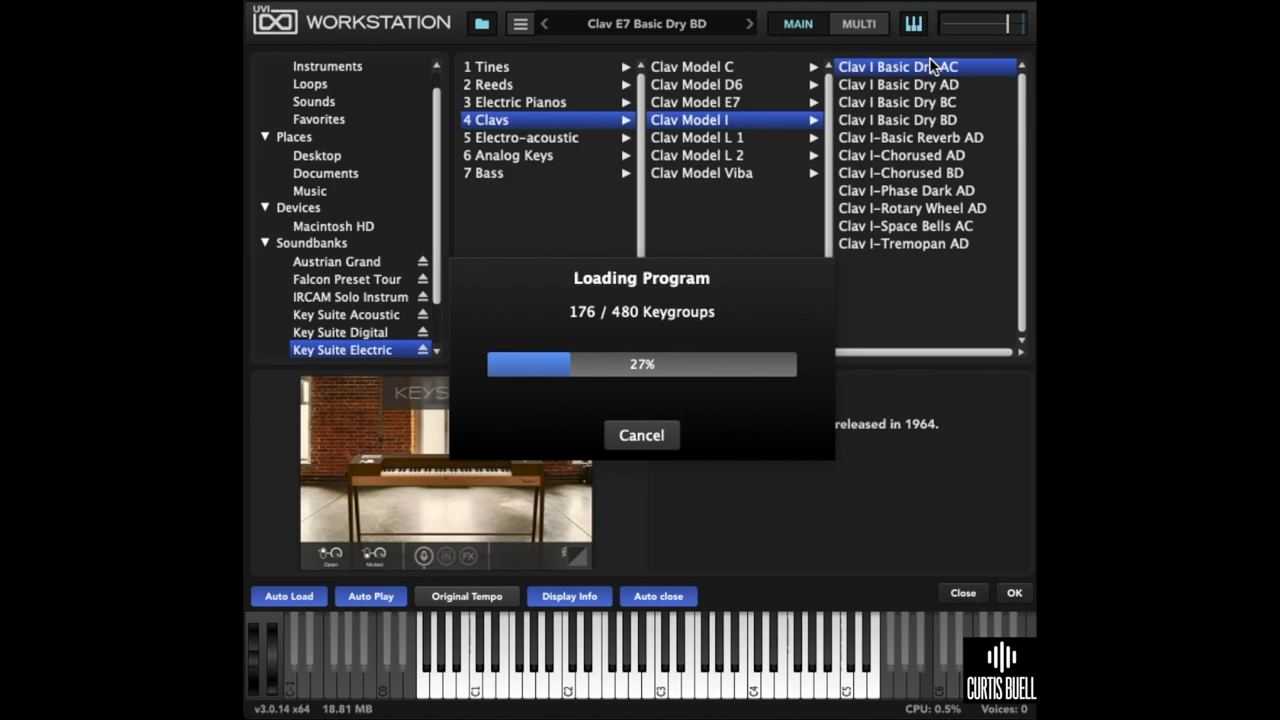 UVI
WORKSTATION
Clav E7 Basic Dry BD
MAIN
MULTI
Instruments
Loops
Sounds
Favorites
Places
Desktop
Documents
Music
Devices
Macintosh HD
Soundbanks
Austrian Grand
Falcon Preset Tour
IRCAM Solo Instrum
Key Suite Acoustic
Key Suite Digital
Key Suite Electric
1 Tines
2 Reeds
3 Electric Pianos
4 Clavs
5 Electro-acoustic
6 Analog Keys
7 Bass
Clav Model C
Clav Model D6
Clav Model E7
Clav Model I
Clav Model L 1
Clav Model L 2
Clav Model Viba
Clav I Basic Dry AC
Clav I Basic Dry AD
Clav I Basic Dry BC
Clav I Basic Dry BD
Clav I-Basic Reverb AD
Clav I-Chorused AD
Clav I-Chorused BD
Clav I-Phase Dark AD
Clav I-Rotary Wheel AD
Clav I-Space Bells AC
Clav I-Tremopan AD
Loading Program
176 / 480 Keygroups
27%
Cancel
KEYS
released in 1964.
Open
Muted
FX
VEL
Auto Load
Auto Play
Original Tempo
Display Info
Auto close
Close
OK
C-1
C0
C1
C2
C3
C4
C5
C6
CURTIS BUELL
v3.0.14 x64
18.81 MB
CPU: 0.5%
Voices: 0